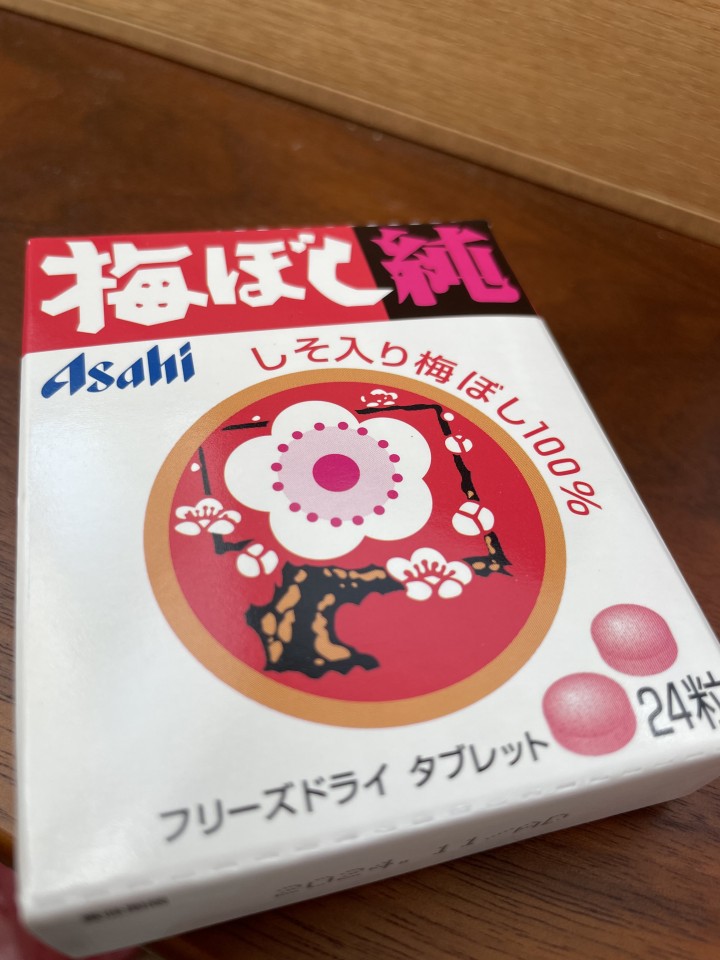 梅ぼし純
Asahi
しそ入り梅ぼし100%
24粒
フリーズドライ タブレット